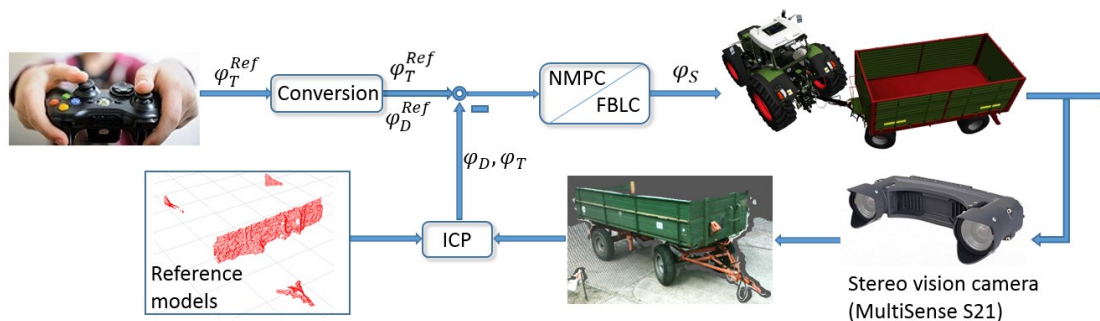 φ_T^Ref
Conversion
φ_T^Ref
φ_D^Ref
NMPC
FBLC
φ_S
φ_D, φ_T
Reference
models
ICP
Stereo vision camera
(MultiSense S21)